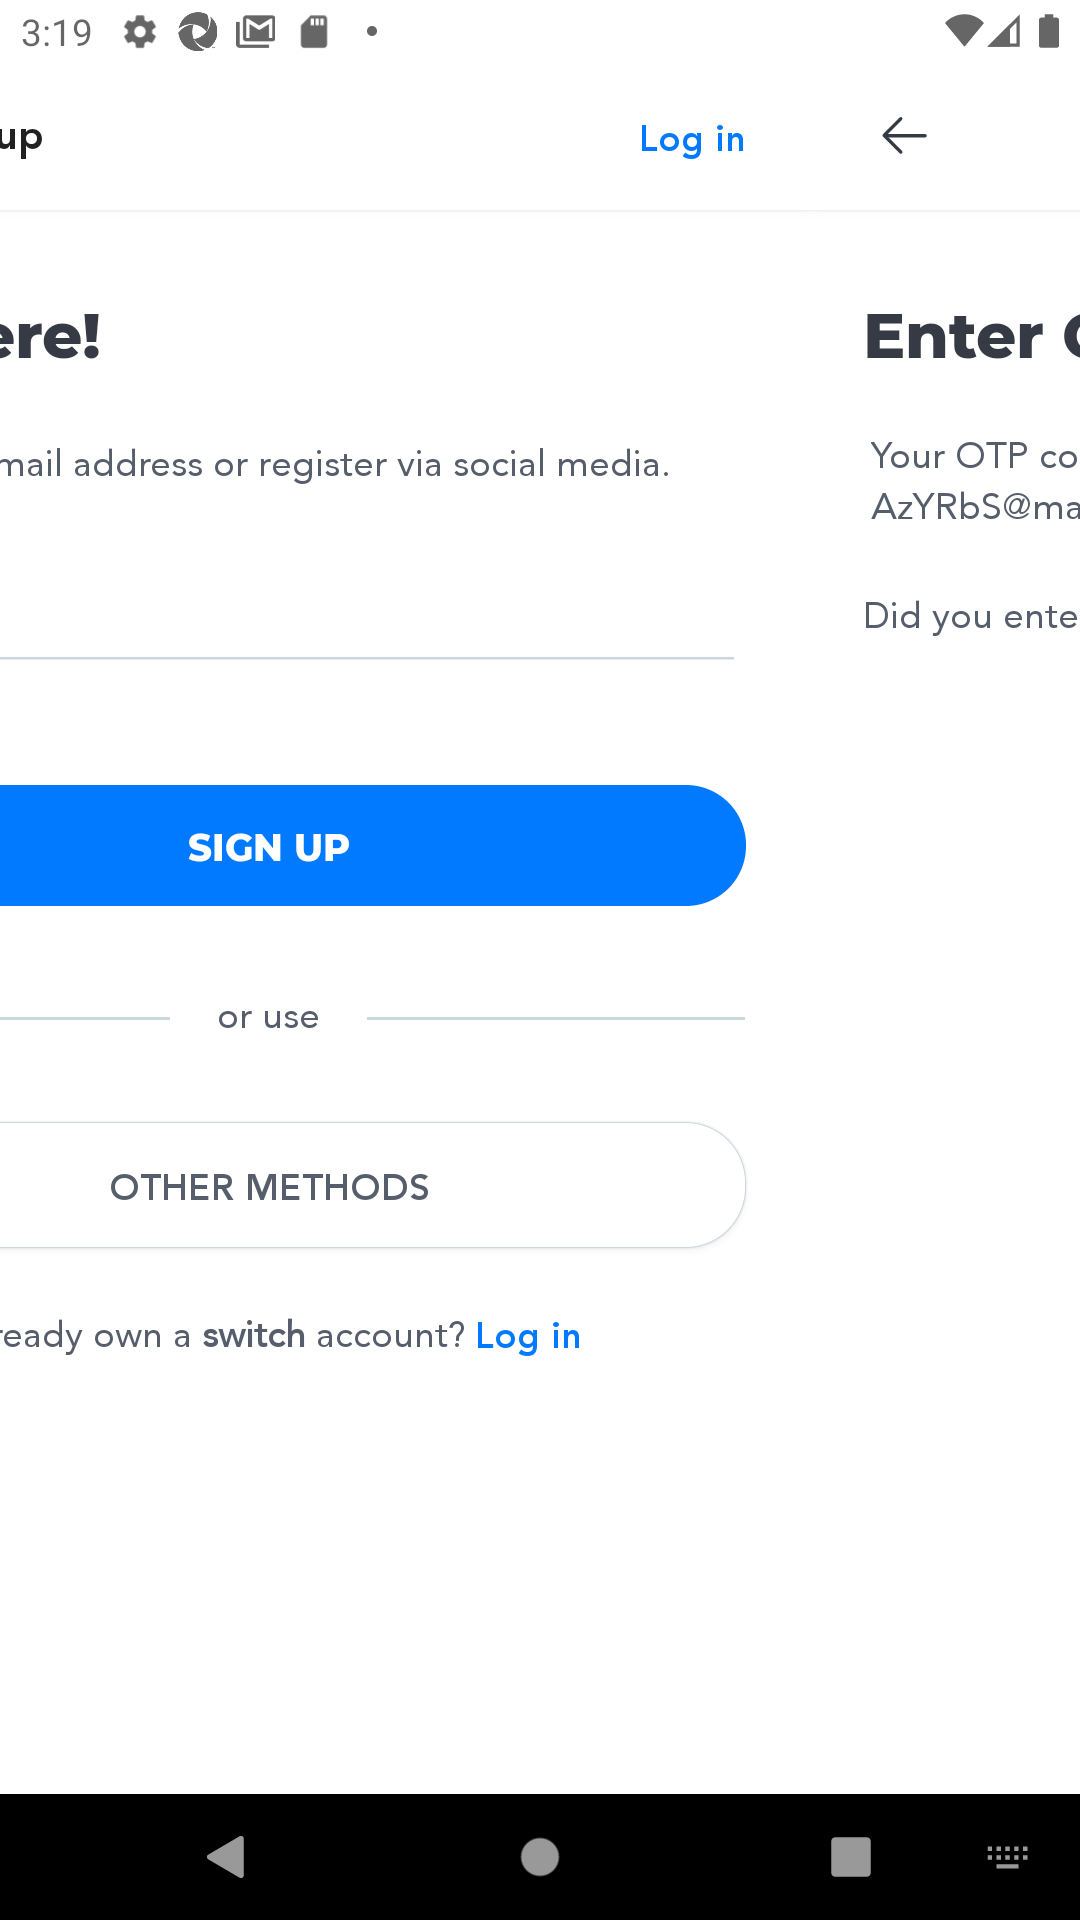 3:19
up
Log in
ere!
Enter
mail address or register via social media.
Your OTP co
AzYRbS@ma
Did you ente
SIGN UP
or use
OTHER METHODS
ready own a switch account? Log in